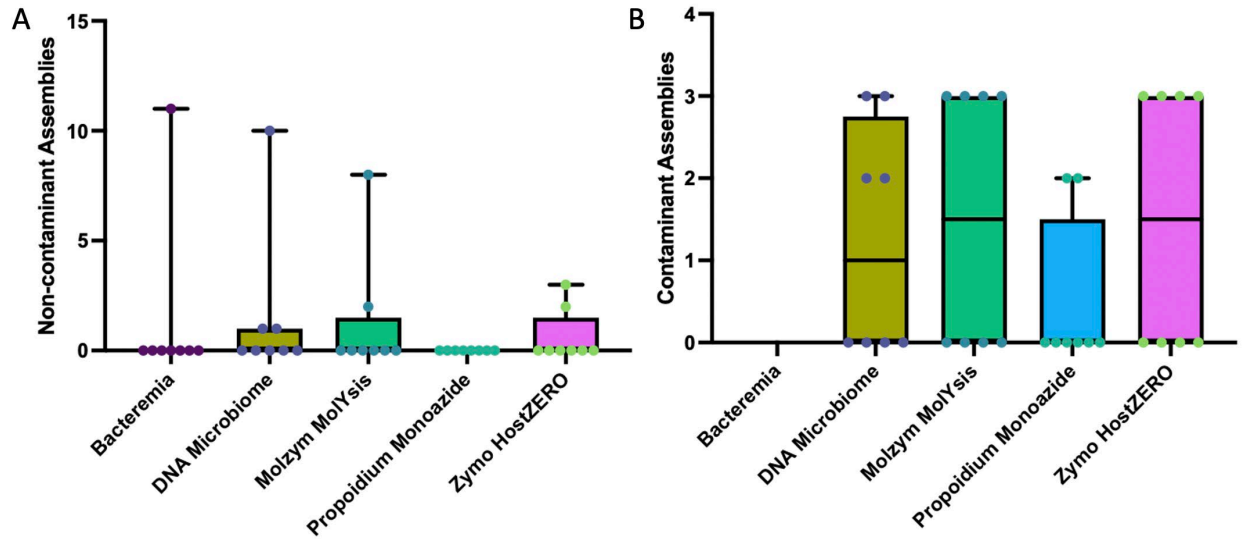 A
Non-contaminant Assemblies
15
10
5
0
Bacteremia
DNA Microbiome
Molzym MolYsis
Propoidium Monoazide
Zymo HostZERO
B
Contaminant Assemblies
4
3
2
1
0
Bacteremia
DNA Microbiome
Molzym MolYsis
Propoidium Monoazide
Zymo HostZERO